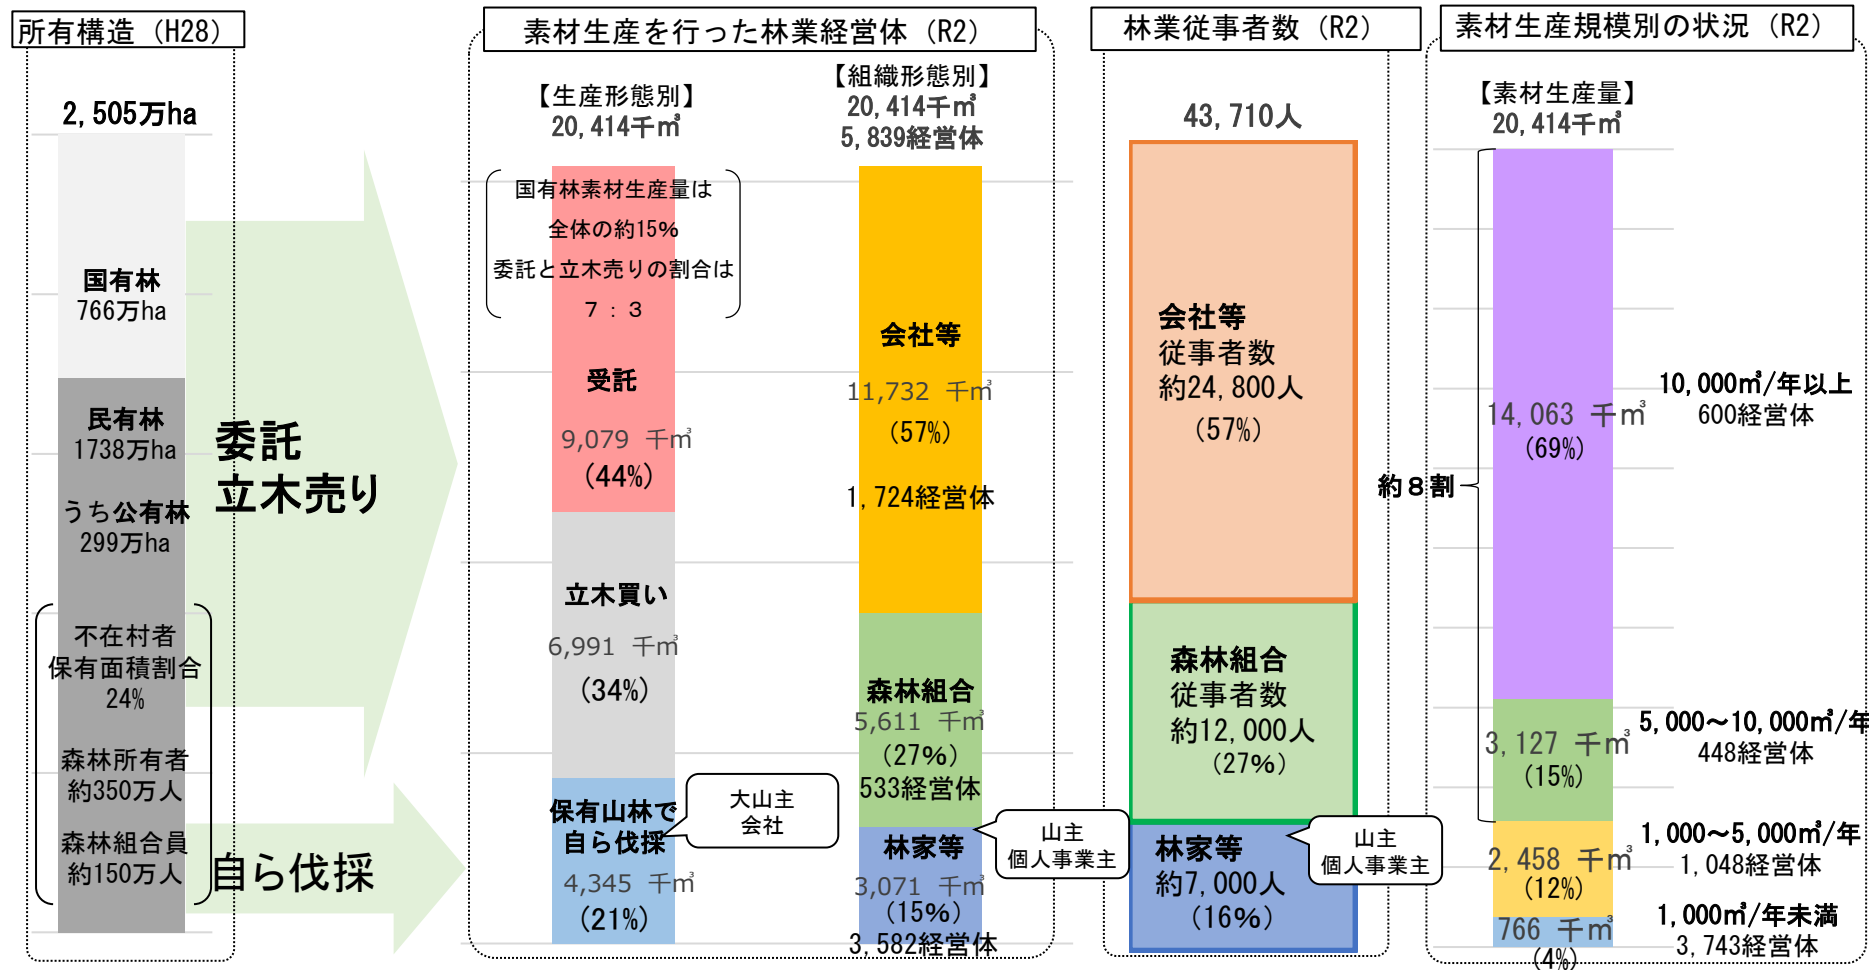 所有構造（H28）
2,505万ha
国有林
766万ha
民有林
1738万ha
うち公有林
299万ha
不在村者
保有面積割合
24%
森林所有者
約350万人
森林組合員
約150万人
委託
立木売り
自ら伐採
素材生産を行った林業経営体（R2）
【生産形態別】
20,414千㎥
国有林素材生産量は
全体の約15%
委託と立木売りの割合は
７：３
受託
9,079 千㎥
(44%)
立木買い
6,991 千㎥
(34%)
保有山林で
自ら伐採
4,345 千㎥
(21%)
大山主
会社
【組織形態別】
20,414千㎥
5,839経営体
会社等
11,732 千㎥
(57%)
1,724経営体
森林組合
5,611 千㎥
(27%)
533経営体
林家等
3,071 千㎥
(15%)
3,582経営体
山主
個人事業主
林業従事者数（R2）
43,710人
会社等
従事者数
約24,800人
(57%)
森林組合
従事者数
約12,000人
(27%)
林家等
約7,000人
(16%)
山主
個人事業主
素材生産規模別の状況（R2）
【素材生産量】
20,414千㎥
約８割
14,063 千㎥
(69%)
10,000㎥/年以上
600経営体
3,127 千㎥
(15%)
5,000～10,000㎥/年
448経営体
2,458 千㎥
(12%)
1,000～5,000㎥/年
1,048経営体
766 千㎥
(4%)
1,000㎥/年未満
3,743経営体